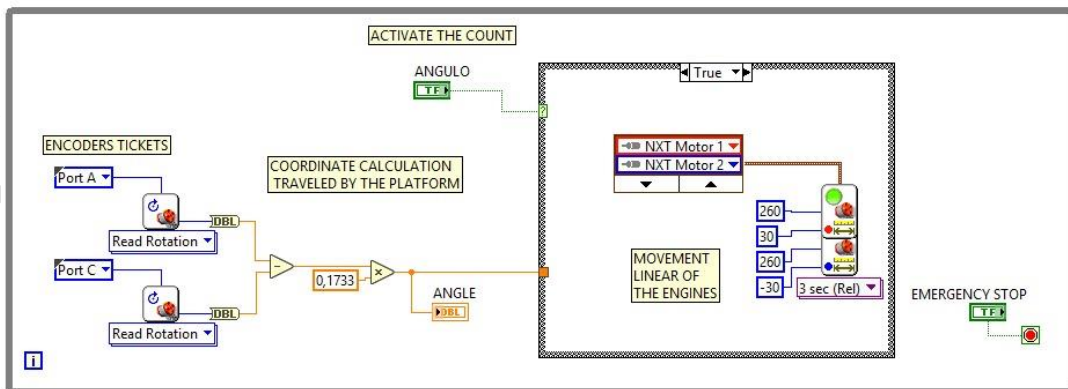 ACTIVATE THE COUNT
ANGULO
TF
True
?
ENCODERS TICKETS
Port A
DBL
Read Rotation
COORDINATE CALCULATION
TRAVELED BY THE PLATFORM
Port C
DBL
Read Rotation
-
0,1733
×
ANGLE
DBL
NXT Motor 1
NXT Motor 2
260
30
260
-30
3 sec (Rel)
MOVEMENT
LINEAR OF
THE ENGINES
EMERGENCY STOP
TF
i